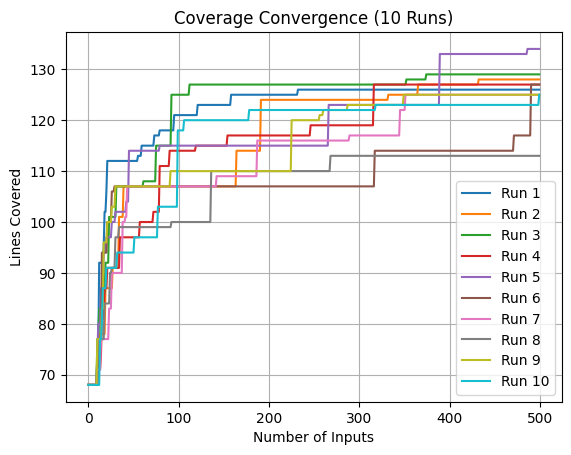 Coverage Convergence (10 Runs)
Lines Covered
130
120
110
100
90
80
70
0
100
200
300
400
500
Number of Inputs
Run 1
Run 2
Run 3
Run 4
Run 5
Run 6
Run 7
Run 8
Run 9
Run 10